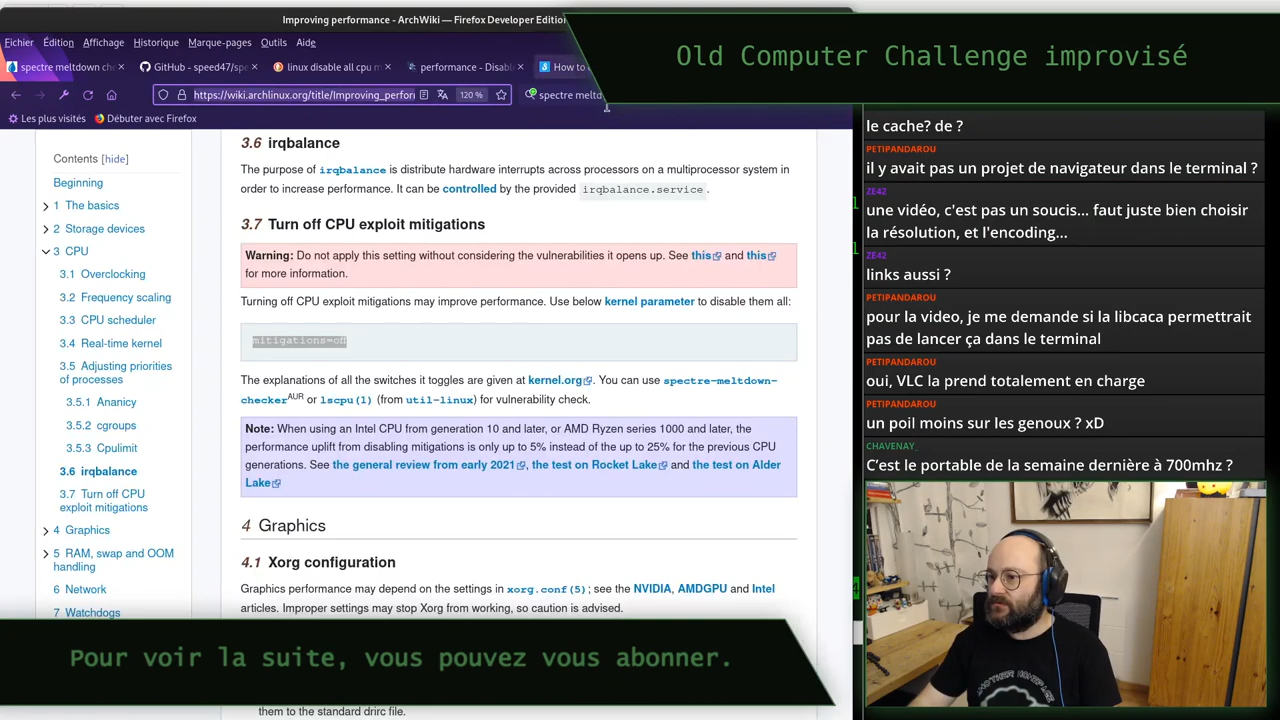 Improving performance - ArchWiki — Firefox Developer Edition
Old Computer Challenge improvisé
Fichier Édition Affichage Historique Marque-pages Outils Aide
spectre meltdown che
GitHub - speed47/spe
linux disable all cpu m
performance - Disab
How to
https://wiki.archlinux.org/title/Improving_perfor
120 %
spectre meltd
Les plus visités
Débuter avec Firefox
Contents [hide]
Beginning
1 The basics
2 Storage devices
3 CPU
3.1 Overclocking
3.2 Frequency scaling
3.3 CPU scheduler
3.4 Real-time kernel
3.5 Adjusting priorities
of processes
3.5.1 Ananicy
3.5.2 cgroups
3.5.3 Cpulimit
3.6 irqbalance
3.7 Turn off CPU
exploit mitigations
4 Graphics
5 RAM, swap and OOM
handling
6 Network
7 Watchdogs
3.6 irqbalance
The purpose of irqbalance is distribute hardware interrupts across processors on a multiprocessor system in
order to increase performance. It can be controlled by the provided irqbalance.service.
3.7 Turn off CPU exploit mitigations
Warning: Do not apply this setting without considering the vulnerabilities it opens up. See this and this
for more information.
Turning off CPU exploit mitigations may improve performance. Use below kernel parameter to disable them all:
mitigations=off
The explanations of all the switches it toggles are given at kernel.org. You can use spectre-meltdown-
checkerAUR or lscpu(1) (from util-linux) for vulnerability check.
Note: When using an Intel CPU from generation 10 and later, or AMD Ryzen series 1000 and later, the
performance uplift from disabling mitigations is only up to 5% instead of the up to 25% for the previous CPU
generations. See the general review from early 2021, the test on Rocket Lake and the test on Alder
Lake
4 Graphics
4.1 Xorg configuration
Graphics performance may depend on the settings in xorg.conf(5); see the NVIDIA, AMDGPU and Intel
articles. Improper settings may stop Xorg from working, so caution is advised.
them to the standard drirc file.
le cache? de ?
PETIPANDAROU
il y avait pas un projet de navigateur dans le terminal ?
ZE42
une vidéo, c'est pas un soucis... faut juste bien choisir
la résolution, et l'encoding...
ZE42
links aussi ?
PETIPANDAROU
pour la video, je me demande si la libcaca permettrait
pas de lancer ça dans le terminal
PETIPANDAROU
oui, VLC la prend totalement en charge
PETIPANDAROU
un poil moins sur les genoux ? xD
CHAVENAY_
C’est le portable de la semaine dernière à 700mhz ?
Pour voir la suite, vous pouvez vous abonner.